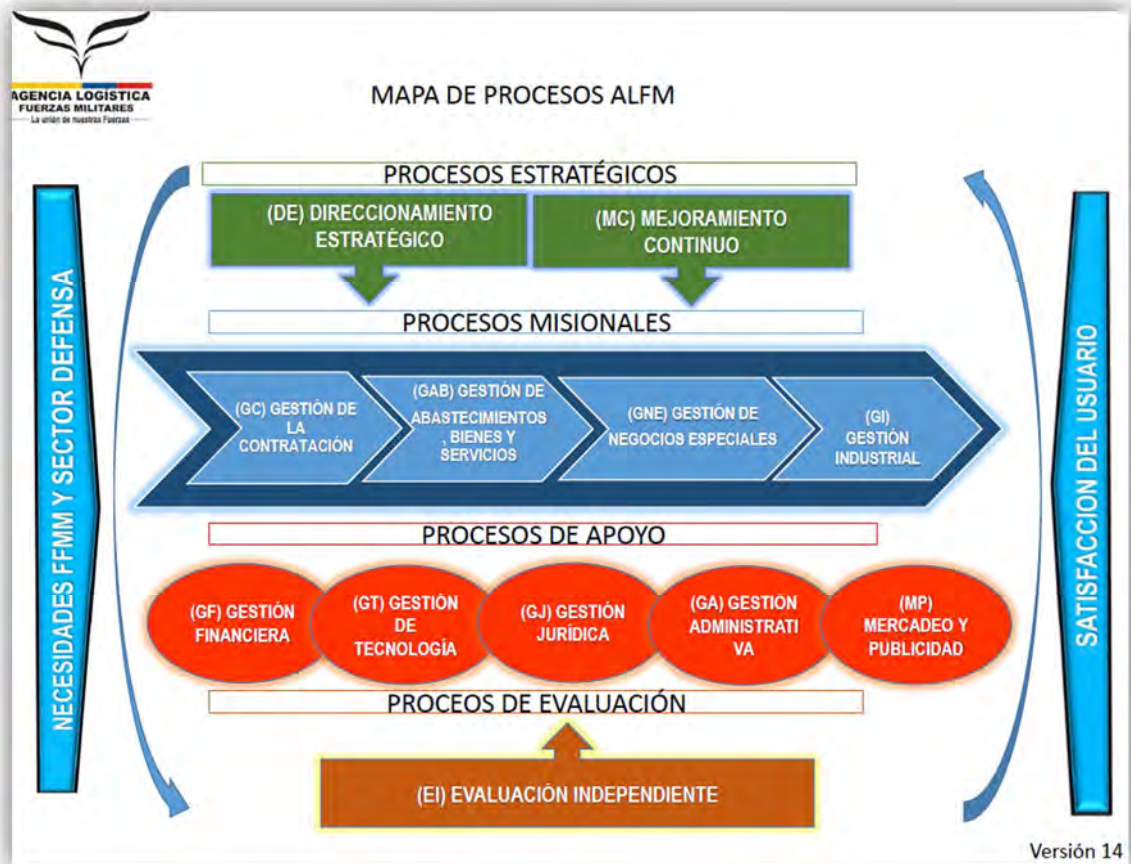 AGENCIA LOGÍSTICA
FUERZAS MILITARES
La unión de nuestras Fuerzas
MAPA DE PROCESOS ALFM
NECESIDADES FFMM Y SECTOR DEFENSA
PROCESOS ESTRATÉGICOS
(DE) DIRECCIONAMIENTO
ESTRATÉGICO
(MC) MEJORAMIENTO
CONTINUO
PROCESOS MISIONALES
(GC) GESTIÓN DE
LA
CONTRATACIÓN
(GAB) GESTIÓN DE
ABASTECIMIENTOS
, BIENES Y
SERVICIOS
(GNE) GESTIÓN DE
NEGOCIOS ESPECIALES
(GI)
GESTIÓN
INDUSTRIAL
PROCESOS DE APOYO
(GF) GESTIÓN
FINANCIERA
(GT) GESTIÓN
DE
TECNOLOGÍA
(GJ) GESTIÓN
JURÍDICA
(GA) GESTIÓN
ADMINISTRATI
VA
(MP)
MERCADEO Y
PUBLICIDAD
PROCEOS DE EVALUACIÓN
(EI) EVALUACIÓN INDEPENDIENTE
SATISFACCION DEL USUARIO
Versión 14